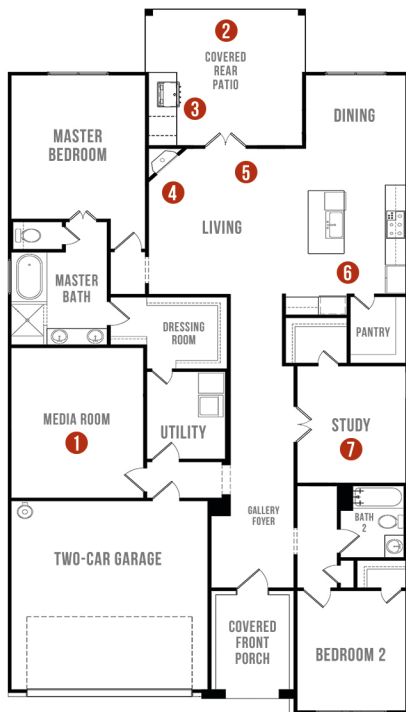 2
COVERED
REAR
PATIO
3
DINING
MASTER
BEDROOM
5
4
LIVING
6
MASTER
BATH
DRESSING
ROOM
PANTRY
MEDIA ROOM
1
UTILITY
STUDY
7
GALLERY
FOYER
BATH
2
TWO-CAR GARAGE
COVERED
FRONT
PORCH
BEDROOM 2